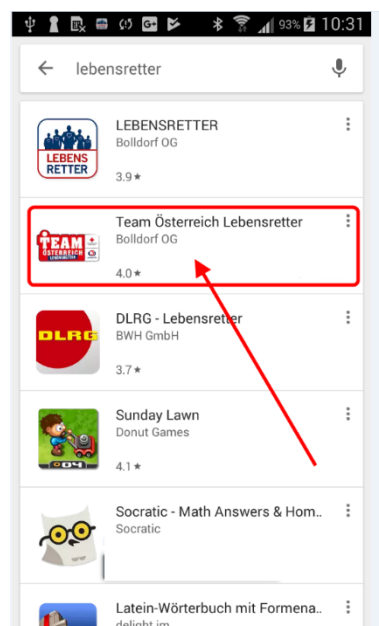 93% 10:31
lebensretter
LEBENS
RETTER
LEBENSRETTER
Bolldorf OG
3.9★
TEAM
ÖSTERREICH
LEBENSRETTER
Team Österreich Lebensretter
Bolldorf OG
4.0★
DLRG
DLRG - Lebensretter
BWH GmbH
3.7★
Sunday Lawn
Donut Games
4.1★
Socratic - Math Answers & Hom..
Socratic
Latein-Wörterbuch mit Formena..
delight.im